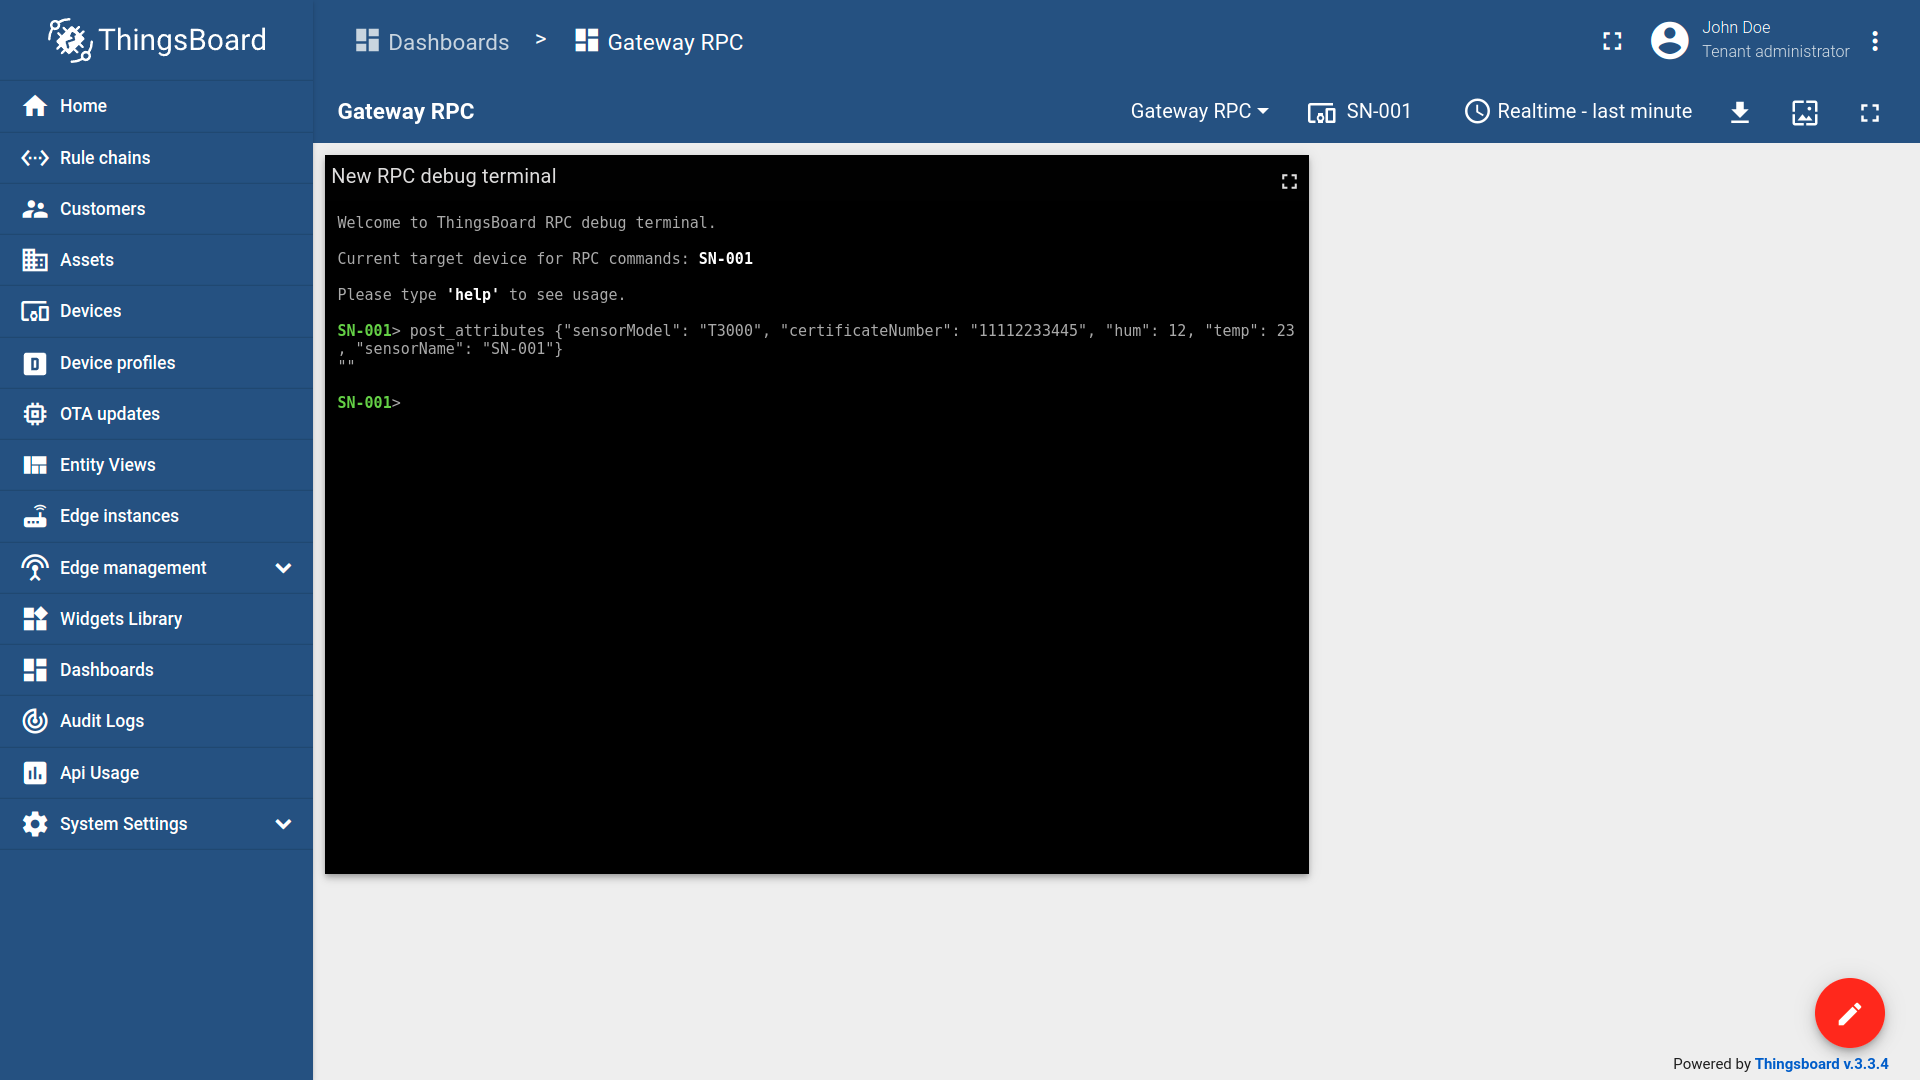 ThingsBoard
Dashboards > Gateway RPC
John Doe
Tenant administrator
Home
Rule chains
Customers
Assets
Devices
Device profiles
OTA updates
Entity Views
Edge instances
Edge management
Widgets Library
Dashboards
Audit Logs
Api Usage
System Settings
Gateway RPC
Gateway RPC
SN-001
Realtime - last minute
New RPC debug terminal
Welcome to ThingsBoard RPC debug terminal.
Current target device for RPC commands: SN-001
Please type 'help' to see usage.
SN-001> post_attributes {"sensorModel": "T3000", "certificateNumber": "11112233445", "hum": 12, "temp": 23
, "sensorName": "SN-001"}
""
SN-001>
Powered by Thingsboard v.3.3.4